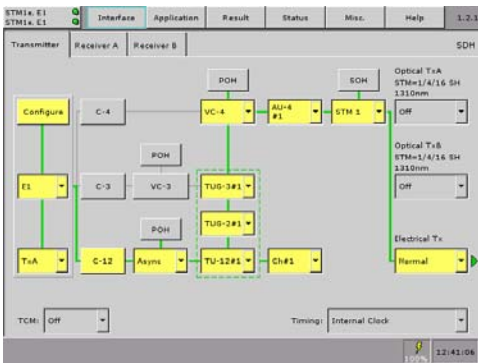 STM1e, E1
STM1e, E1
Interface Application Result Status Misc. Help 1.2.1
Transmitter Receiver A Receiver B SDH
POH SOH
Optical TxA
STM=1/4/16 SH
1310nm
Configure C-4 VC-4 AU-4
#1 STM 1 Off
Optical TxB
STM=1/4/16 SH
1310nm
POH
E1 C-3 VC-3 TUG-3#1 Off
POH TUG-2#1
Electrical Tx
TxA C-12 Async TU-12#1 Ch#1 Normal
TCM: Off Timing: Internal Clock
100% 12:41:06